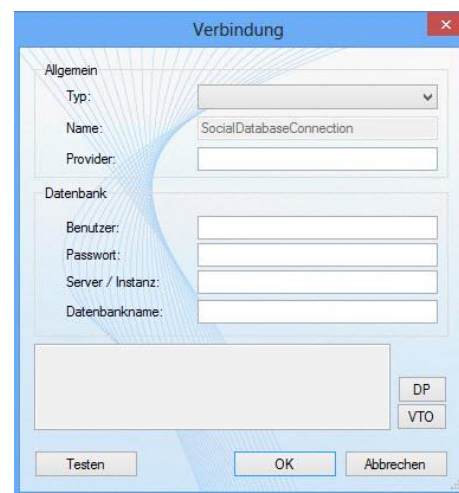 Verbindung
Allgemein
Typ:
Name: SocialDatabaseConnection
Provider:
Datenbank
Benutzer:
Passwort:
Server / Instanz:
Datenbankname:
DP
VTO
Testen OK Abbrechen